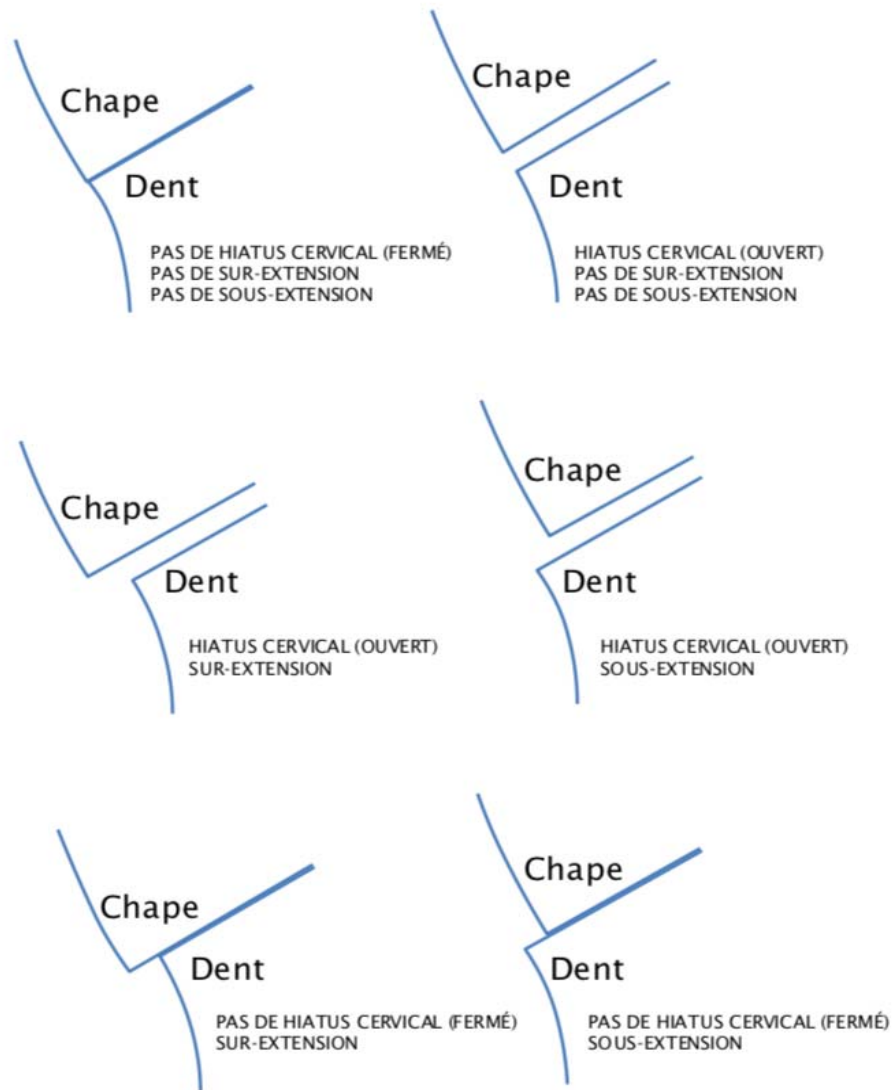 Chape
Dent
PAS DE HIATUS CERVICAL (FERMÉ)
PAS DE SUR-EXTENSION
PAS DE SOUS-EXTENSION
Chape
Dent
HIATUS CERVICAL (OUVERT)
PAS DE SUR-EXTENSION
PAS DE SOUS-EXTENSION
Chape
Dent
HIATUS CERVICAL (OUVERT)
SUR-EXTENSION
Chape
Dent
HIATUS CERVICAL (OUVERT)
SOUS-EXTENSION
Chape
Dent
PAS DE HIATUS CERVICAL (FERMÉ)
SUR-EXTENSION
Chape
Dent
PAS DE HIATUS CERVICAL (FERMÉ)
SOUS-EXTENSION